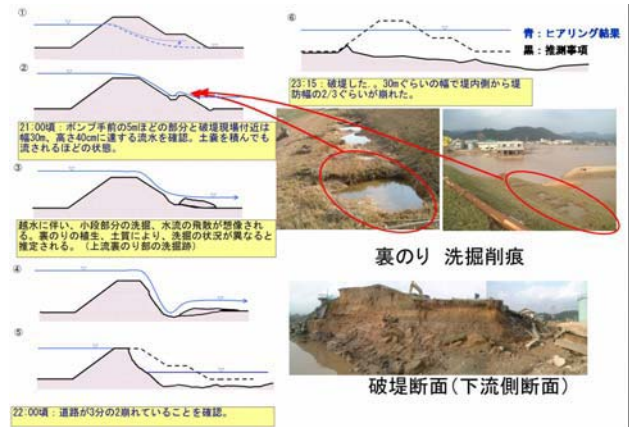 ①
②
21:00頃：ポンプ手前の5mほどの部分と破堤現場付近は
幅30m、高さ40cmに達する流水を確認。土嚢を積んでも
流されるほどの状態。
③
越水に伴い、小段部分の洗掘、水流の飛散が想像され
る。裏のりの植生、土質により、洗掘の状況が異なると
推定される。（上流裏のり部の洗掘跡）
④
⑤
22:00頃：道路が3分の2崩れていることを確認。
⑥
青：ヒアリング結果
黒：推測事項
23:15：破堤した。。30mぐらいの幅で堤内側から堤
防幅の2/3ぐらいが崩れた。
裏のり 洗掘削痕
破堤断面（下流側断面）